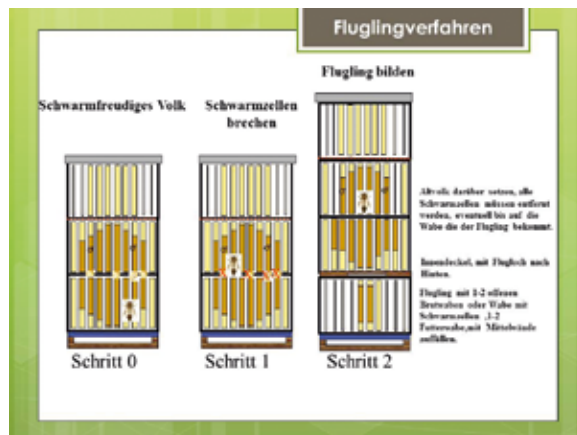 Fluglingverfahren
Flugling bilden
Schwarmfreudiges Volk
Schwarmzellen
brechen
Altvolk darüber setzen, alle
Schwarmzellen müssen entfernt
werden, eventuell bis auf die
Wabe die der Flugling bekommt.
Innendeckel, mit Flugloch nach
Hinten.
Flugling mit 1-2 offenen
Brutwaben oder Wabe mit
Schwarmzellen ,1-2
Futterwabe,mit Mittelwände
auffüllen.
Schritt 0
Schritt 1
Schritt 2